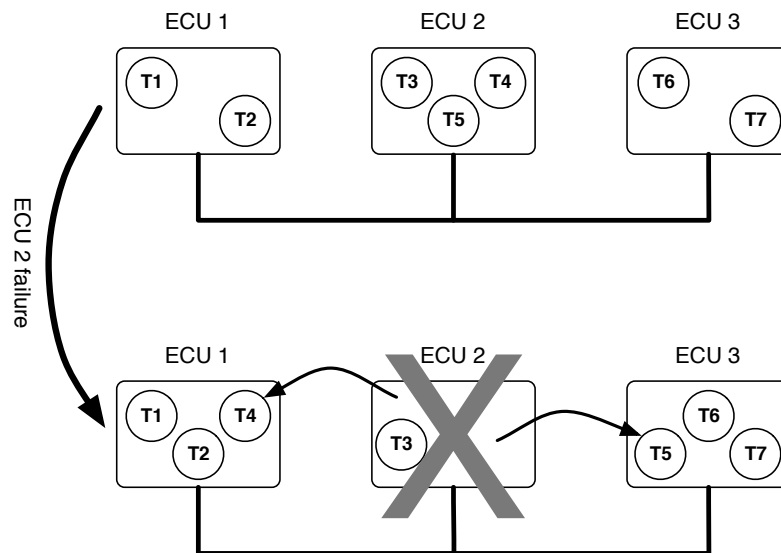 ECU 1
ECU 2
ECU 3
T1
T2
T3
T4
T5
T6
T7
ECU 2 failure
ECU 1
ECU 2
ECU 3
T1
T4
T2
T3
T6
T5
T7